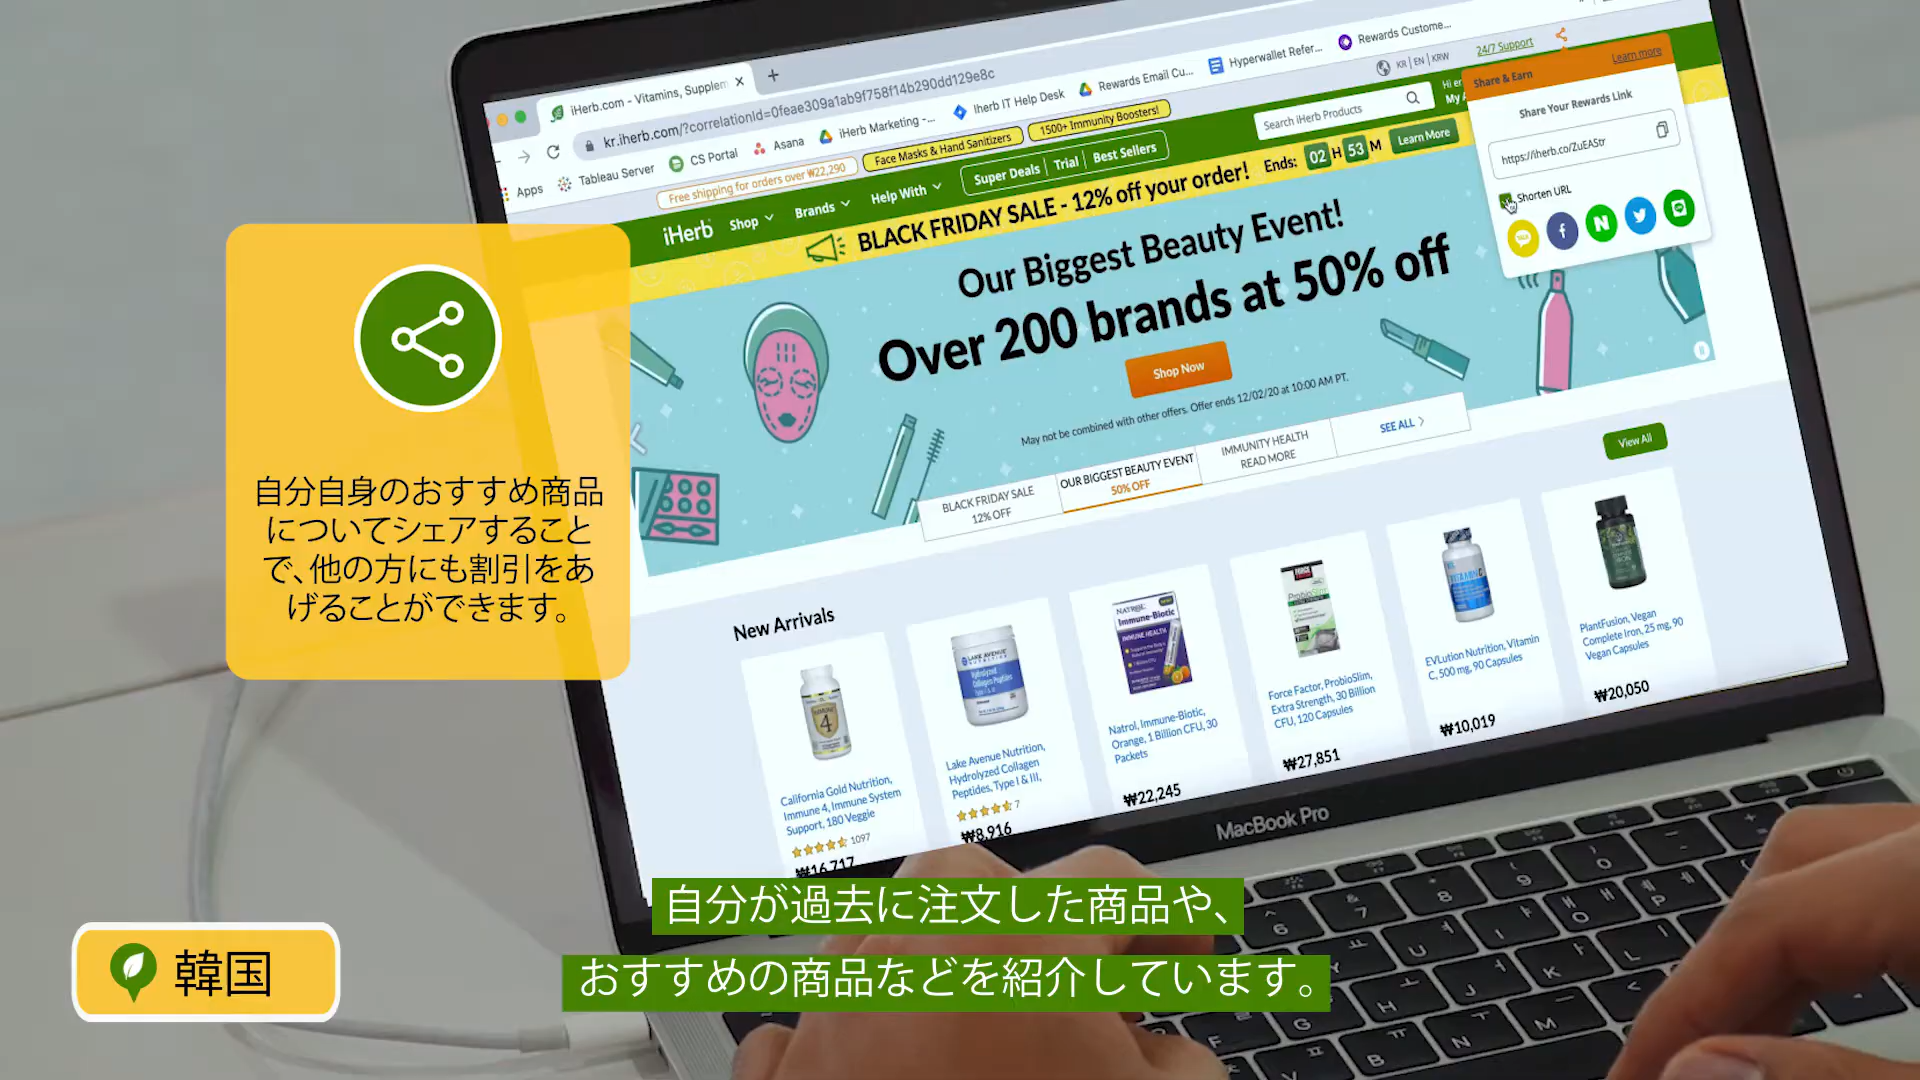 iHerb.com - Vitamins, Supplem
kr.iherb.com/?correlationId=0feae309a1ab9f758f14b290dd129e8c
Apps
Tableau Server
CS Portal
Asana
iHerb Marketing -...
Iherb IT Help Desk
Rewards Email Cu...
Hyperwallet Refer...
Rewards Custome...
Free shipping for orders over ₩22,290
Face Masks & Hand Sanitizers
1500+ Immunity Boosters!
KR | EN | KRW
24/7 Support
iHerb
Shop
Brands
Help With
Super Deals
Trial
Best Sellers
Search iHerb Products
Share & Earn
Learn more
Share Your Rewards Link
https://iherb.co/ZuEAStr
Shorten URL
BLACK FRIDAY SALE - 12% off your order!
Ends: 02 H 53 M
Learn More
Our Biggest Beauty Event!
Over 200 brands at 50% off
Shop Now
May not be combined with other offers. Offer ends 12/02/20 at 10:00 AM PT.
BLACK FRIDAY SALE
12% OFF
OUR BIGGEST BEAUTY EVENT
50% OFF
IMMUNITY HEALTH
READ MORE
SEE ALL
View All
New Arrivals
California Gold Nutrition,
Immune 4, Immune System
Support, 180 Veggie
1097
₩16,717
Lake Avenue Nutrition,
Hydrolyzed Collagen
Peptides, Type I & III,
7
₩8,916
NATROL
Immune-Biotic
IMMUNE HEALTH
Natrol, Immune-Biotic,
Orange, 1 Billion CFU, 30
Packets
₩22,245
Force Factor, ProbioSlim,
Extra Strength, 30 Billion
CFU, 120 Capsules
₩27,851
EVLution Nutrition, Vitamin
C, 500 mg, 90 Capsules
₩10,019
PlantFusion, Vegan
Complete Iron, 25 mg, 90
Vegan Capsules
₩20,050
MacBook Pro
自分自身のおすすめ商品
についてシェアすること
で、他の方にも割引をあ
げることができます。
自分が過去に注文した商品や、
おすすめの商品などを紹介しています。
韓国